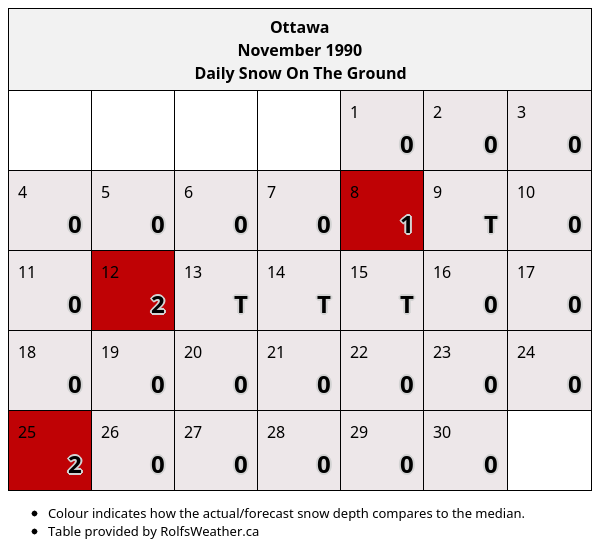 Ottawa
November 1990
Daily Snow On The Ground
1 2 3
0 0 0
4 5 6 7 8 9 10
0 0 0 0 1 T 0
11 12 13 14 15 16 17
0 2 T T T 0 0
18 19 20 21 22 23 24
0 0 0 0 0 0 0
25 26 27 28 29 30
2 0 0 0 0 0
• Colour indicates how the actual/forecast snow depth compares to the median.
• Table provided by RolfsWeather.ca